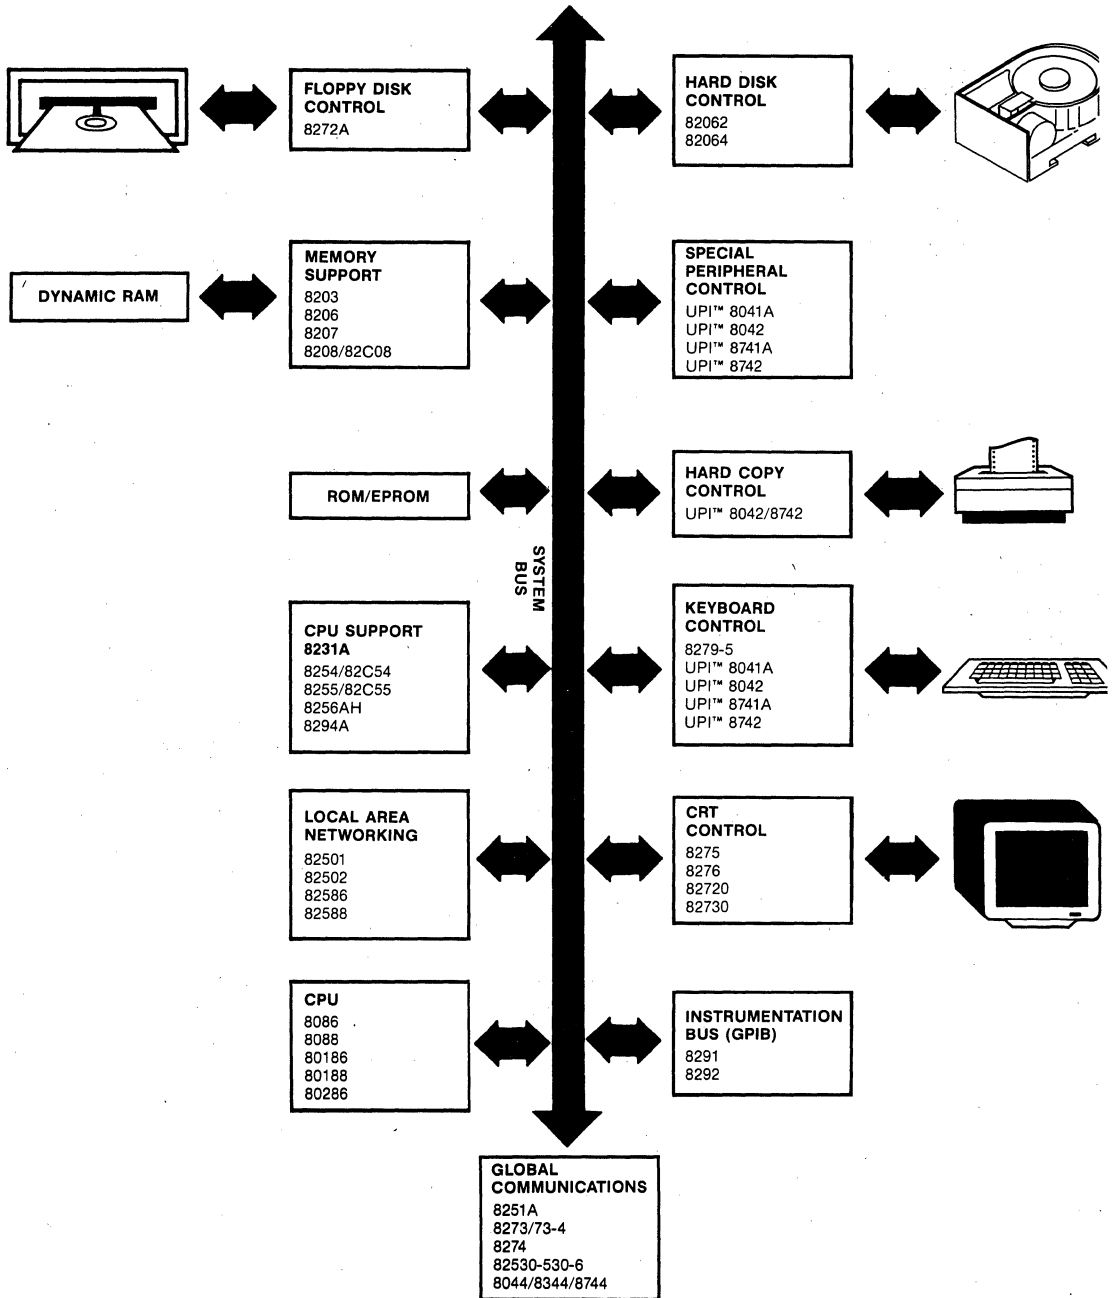 FLOPPY DISK
CONTROL
8272A
HARD DISK
CONTROL
82062
82064
DYNAMIC RAM
MEMORY
SUPPORT
8203
8206
8207
8208/82C08
SPECIAL
PERIPHERAL
CONTROL
UPI™ 8041A
UPI™ 8042
UPI™ 8741A
UPI™ 8742
ROM/EPROM
HARD COPY
CONTROL
UPI™ 8042/8742
SYSTEM
BUS
CPU SUPPORT
8231A
8254/82C54
8255/82C55
8256AH
8294A
KEYBOARD
CONTROL
8279-5
UPI™ 8041A
UPI™ 8042
UPI™ 8741A
UPI™ 8742
LOCAL AREA
NETWORKING
82501
82502
82586
82588
CRT
CONTROL
8275
8276
82720
82730
CPU
8086
8088
80186
80188
80286
INSTRUMENTATION
BUS (GPIB)
8291
8292
GLOBAL
COMMUNICATIONS
8251A
8273/73-4
8274
82530-530-6
8044/8344/8744